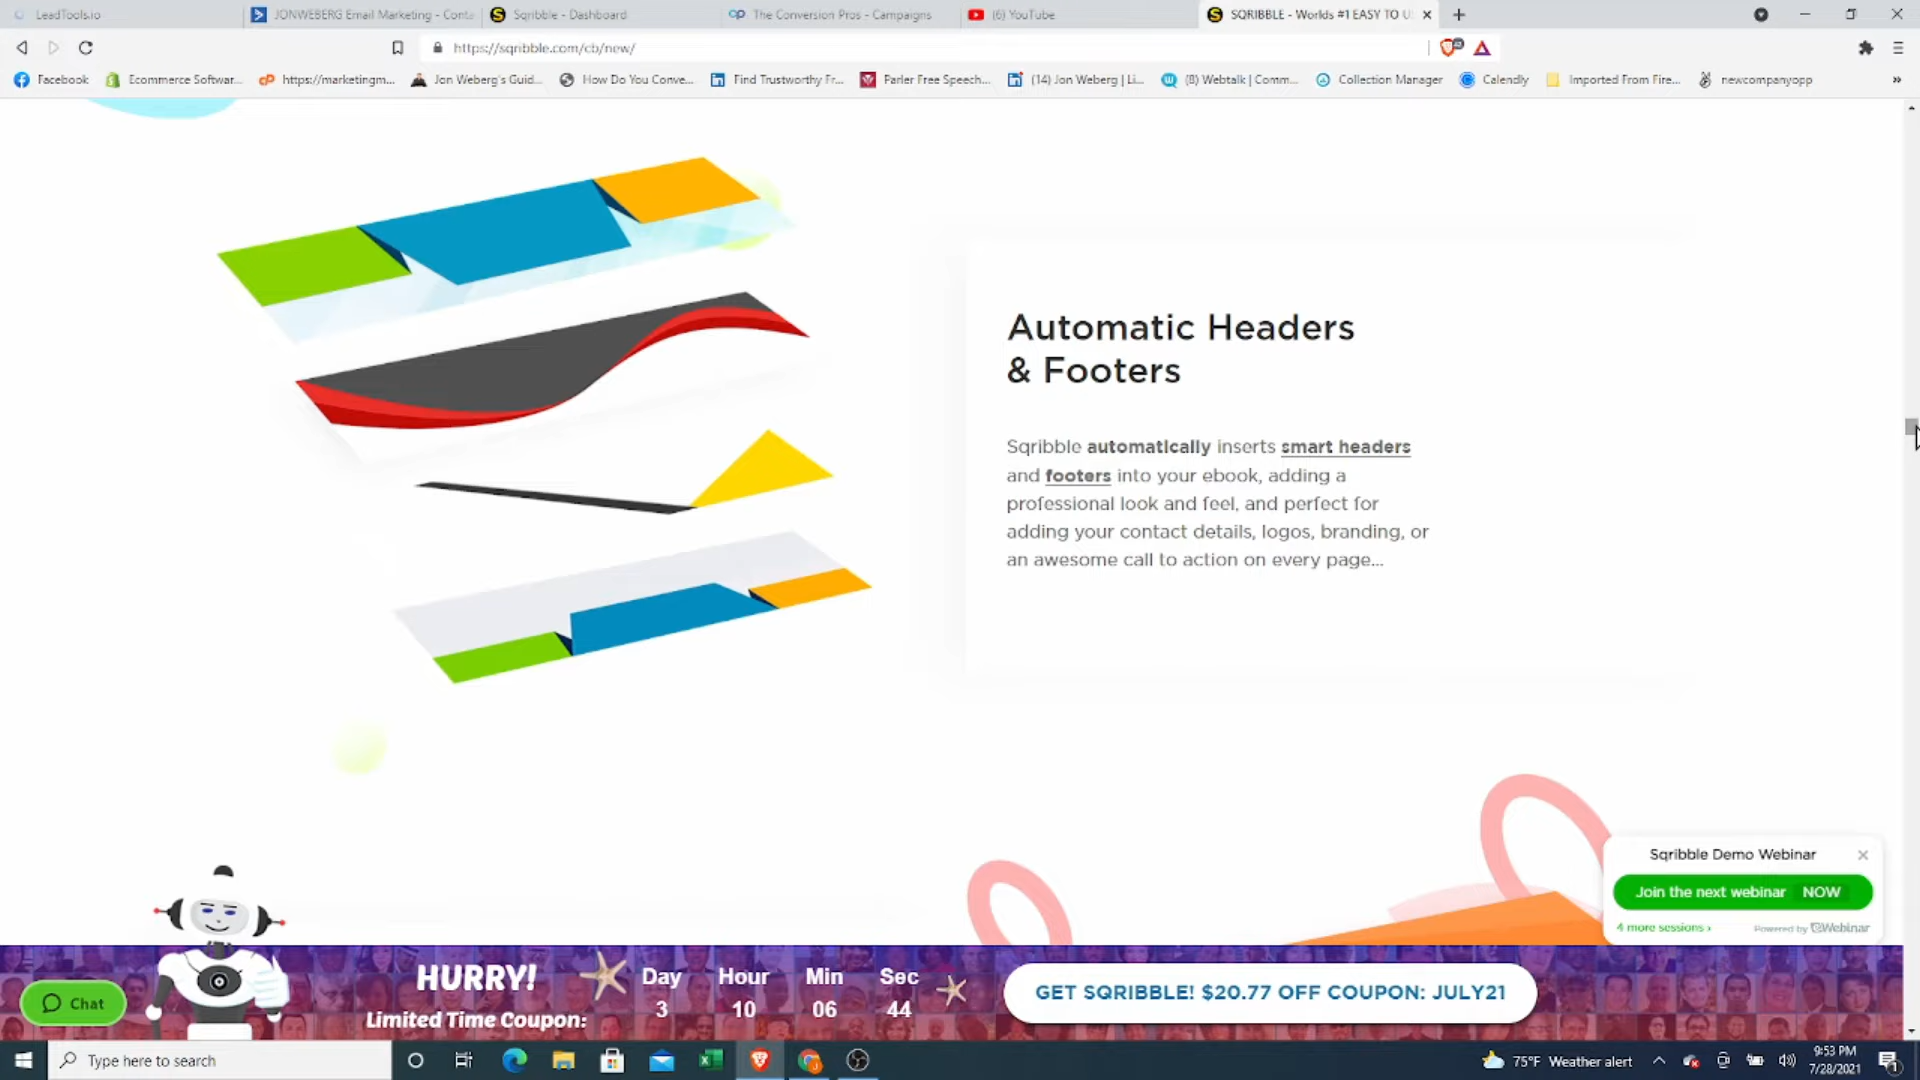 LeadTools.io
JONWEBERG Email Marketing - Conta
Sqribble - Dashboard
The Conversion Pros - Campaigns
(6) YouTube
SQRIBBLE - Worlds #1 EASY TO U
https://sqribble.com/cb/new/
Facebook
Ecommerce Softwar...
https://marketingm...
Jon Weberg's Guid...
How Do You Conve...
Find Trustworthy Fr...
Parler Free Speech...
(14) Jon Weberg | Li...
(8) Webtalk | Comm...
Collection Manager
Calendly
Imported From Fire...
newcompanyopp
Automatic Headers
& Footers
Sqribble automatically inserts smart headers
and footers into your ebook, adding a
professional look and feel, and perfect for
adding your contact details, logos, branding, or
an awesome call to action on every page...
Sqribble Demo Webinar
Join the next webinar NOW
4 more sessions ›
Powered by eWebinar
Chat
HURRY!
Limited Time Coupon:
Day Hour Min Sec
3 10 06 44
GET SQRIBBLE! $20.77 OFF COUPON: JULY21
Type here to search
75°F Weather alert
9:53 PM
7/28/2021